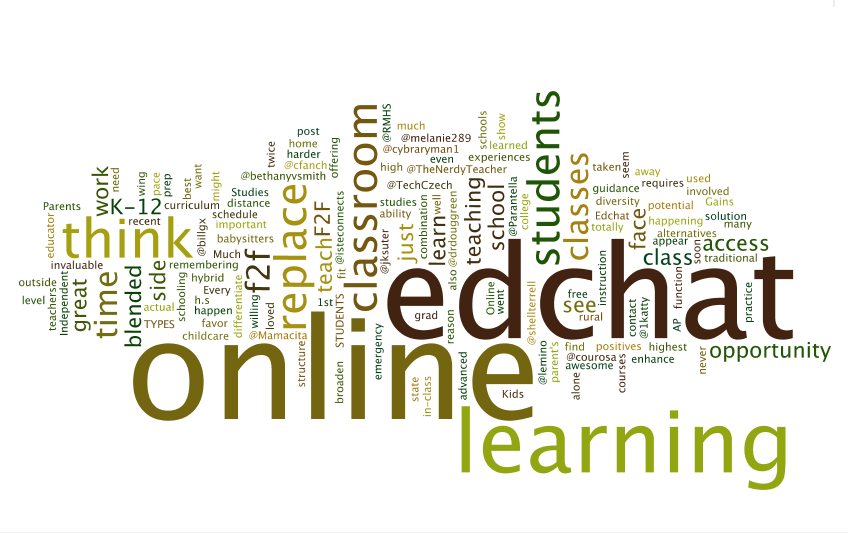 edchat
online
learning
think
students
classroom
classes
replace
f2f
teachF2F
teaching
school
learn
well
just
work
K-12
time
great
side
blended
face
see
class
access
opportunity
post
home
harder
@cfanch
@bethanyvsmith
offering
@isteconnects
fit
twice
@RMHS
much
@melanie289
@cybraryman1
even
high
@TheNerdyTeacher
@TechCzech
studies
ability
combination
@jksuter
also
@drdouggreen
schools
show
learned
experiences
@Parantella
college
taken
seem
away
requires
used
involved
guidance
diversity
potential
Gains
Edchat
totally
happening
solution
many
alternatives
appear
soon
traditional
function
practice
need
wing
pace
prep
best
want
might
curriculum
recent
Parents
educator
Studies
distance
schedule
important
@billgx
babysitters
Much
remembering
invaluable
outside
level
teachers
Independent
hybrid
schooling
Every
h.s
happen
actual
TYPES
favor
childcare
differentiate
willing
loved
@Mamacita
1st
STUDENTS
structure
broaden
emergency
state
in-class
grad
reason
advanced
Online
went
Kids
@shellterrell
free
rural
instruction
contact
@1katty
AP
find
positives
highest
@courosa
enhance
awesome
@lemino
parent's
alone
courses
never